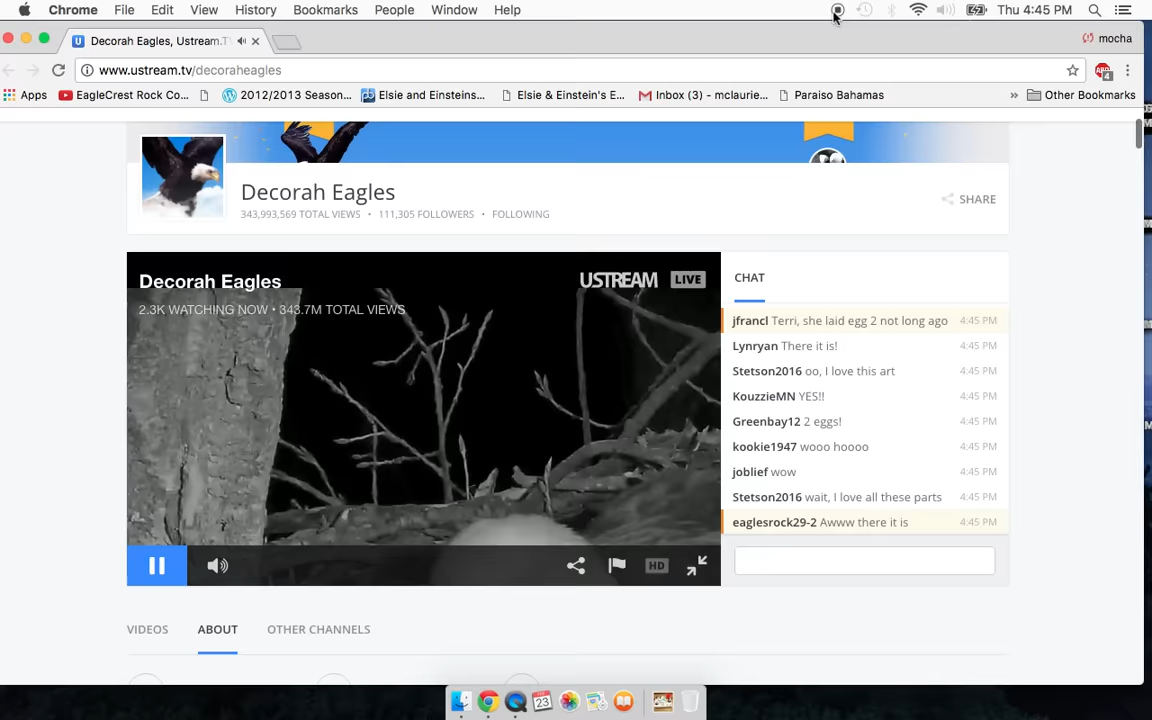 Chrome File Edit View History Bookmarks People Window Help Thu 4:45 PM
Decorah Eagles, Ustream.T mocha
www.ustream.tv/decoraheagles
Apps EagleCrest Rock Co... 2012/2013 Season... Elsie and Einsteins... Elsie & Einstein's E... Inbox (3) - mclaurie... Paraiso Bahamas » Other Bookmarks
Decorah Eagles
343,993,569 TOTAL VIEWS • 111,305 FOLLOWERS • FOLLOWING
SHARE
Decorah Eagles
USTREAM LIVE
2.3K WATCHING NOW • 343.7M TOTAL VIEWS
HD
CHAT
jfrancl Terri, she laid egg 2 not long ago 4:45 PM
Lynryan There it is! 4:45 PM
Stetson2016 oo, I love this art 4:45 PM
KouzzieMN YES!! 4:45 PM
Greenbay12 2 eggs! 4:45 PM
kookie1947 wooo hoooo 4:45 PM
joblief wow 4:45 PM
Stetson2016 wait, I love all these parts 4:45 PM
eaglesrock29-2 Awww there it is 4:45 PM
VIDEOS ABOUT OTHER CHANNELS
23